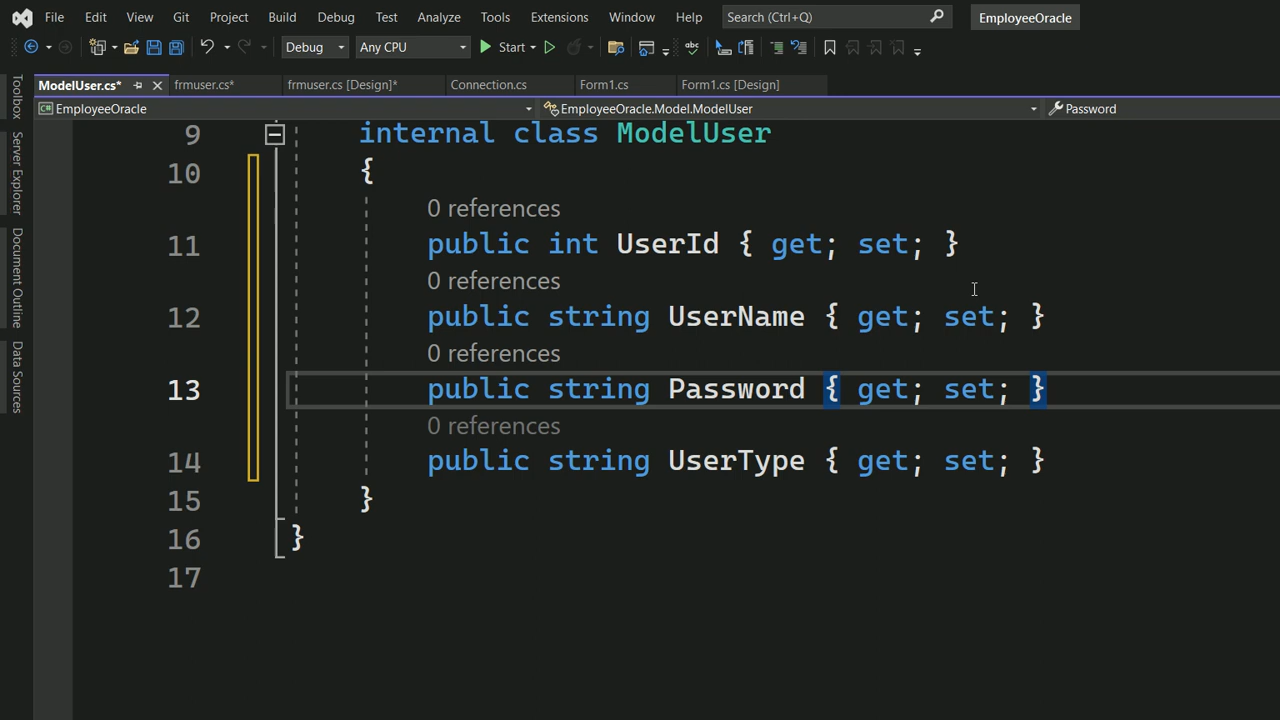 File Edit View Git Project Build Debug Test Analyze Tools Extensions Window Help Search (Ctrl+Q) EmployeeOracle
Debug Any CPU Start
ModelUser.cs* frmuser.cs* frmuser.cs [Design]* Connection.cs Form1.cs Form1.cs [Design]
EmployeeOracle EmployeeOracle.Model.ModelUser Password
Toolbox
Server Explorer
Document Outline
Data Sources
9 internal class ModelUser
10 {
0 references
11 public int UserId { get; set; }
0 references
12 public string UserName { get; set; }
0 references
13 public string Password { get; set; }
0 references
14 public string UserType { get; set; }
15 }
16 }
17